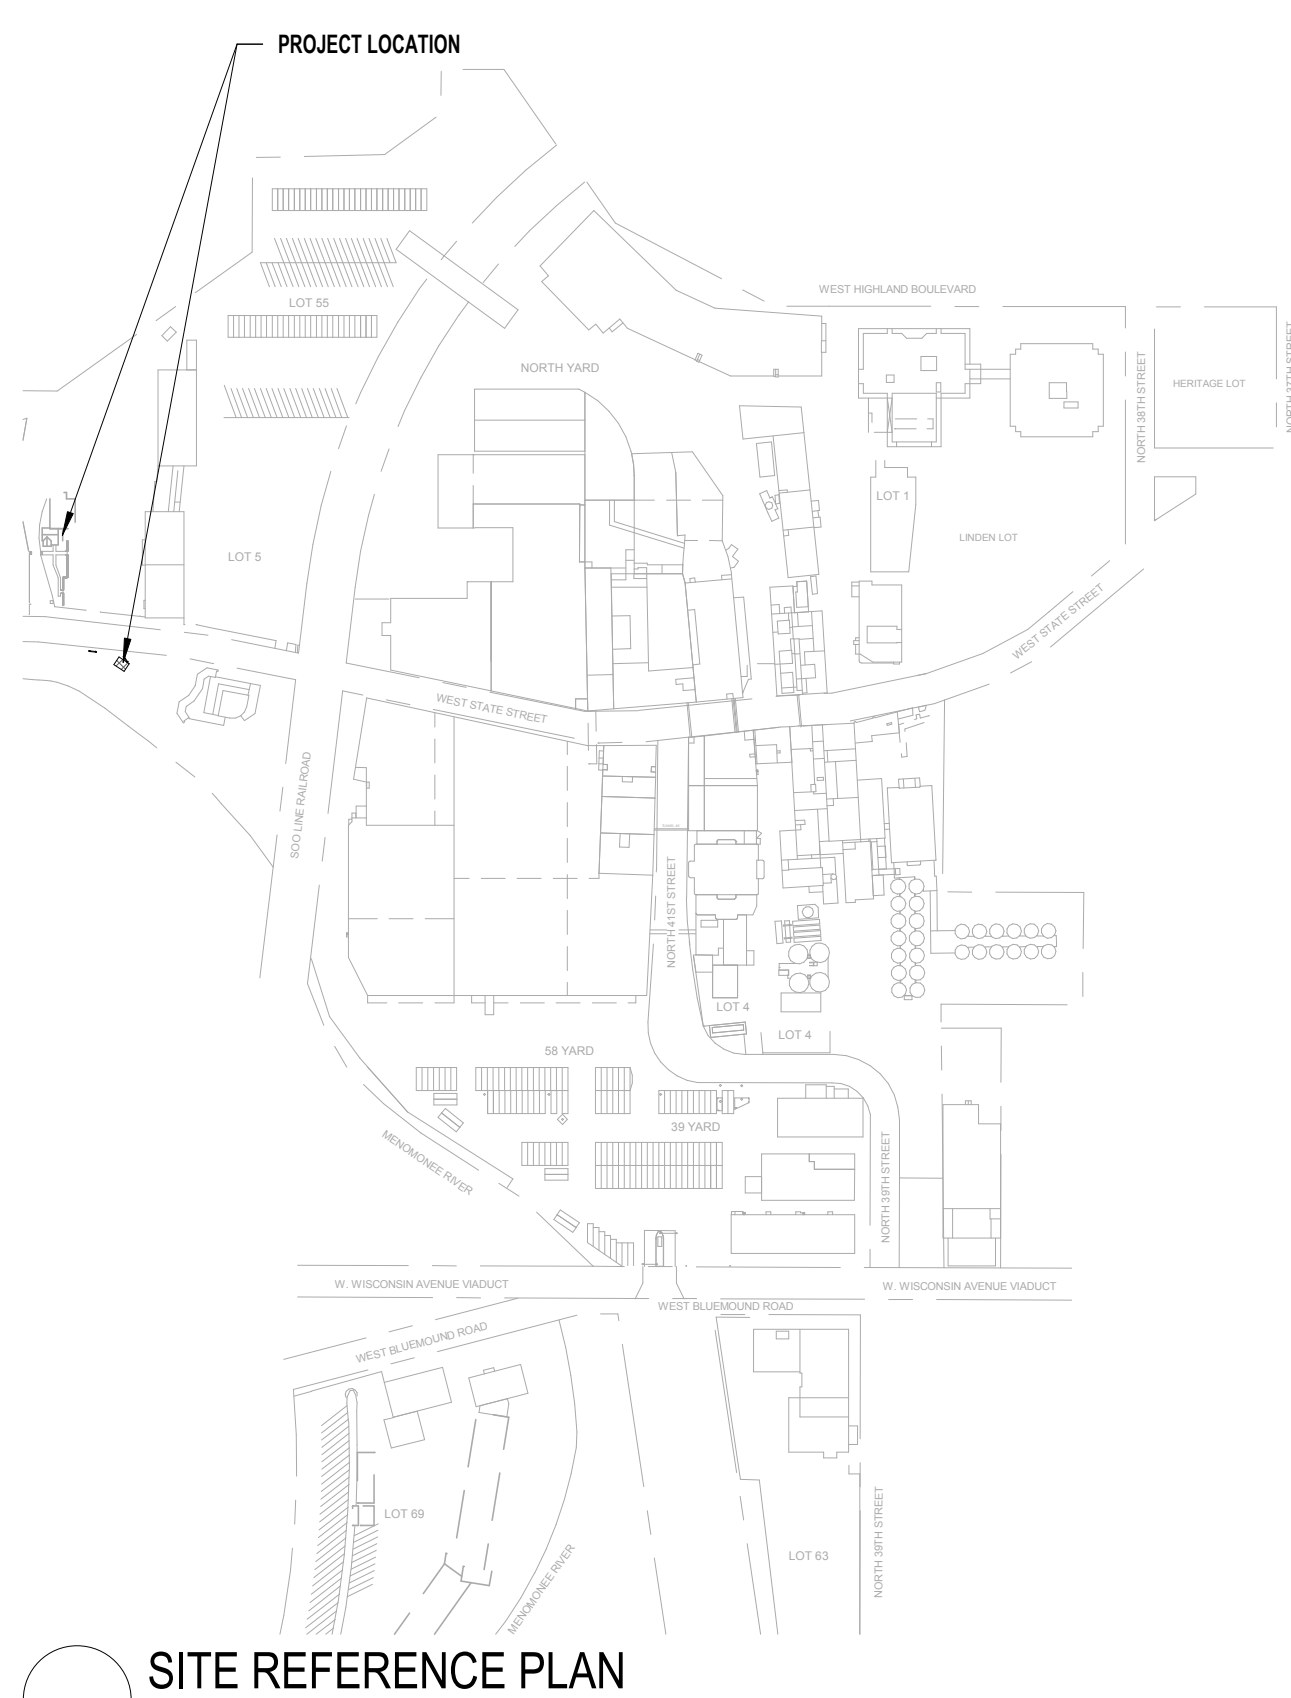 PROJECT LOCATION
WEST HIGHLAND BOULEVARD
LOT 55
NORTH YARD
NORTH 38TH STREET
HERITAGE LOT
NORTH 37TH STREET
LOT 1
LINDEN LOT
LOT 5
WEST STATE STREET
WEST STATE STREET
SOO LINE RAILROAD
NORTH 41ST STREET
LOT 4
LOT 4
58 YARD
39 YARD
MENOMONEE RIVER
NORTH 39TH STREET
W. WISCONSIN AVENUE VIADUCT
W. WISCONSIN AVENUE VIADUCT
WEST BLUEMOUND ROAD
WEST BLUEMOUND ROAD
LOT 69
LOT 63
NORTH 39TH STREET
MENOMONEE RIVER
SITE REFERENCE PLAN